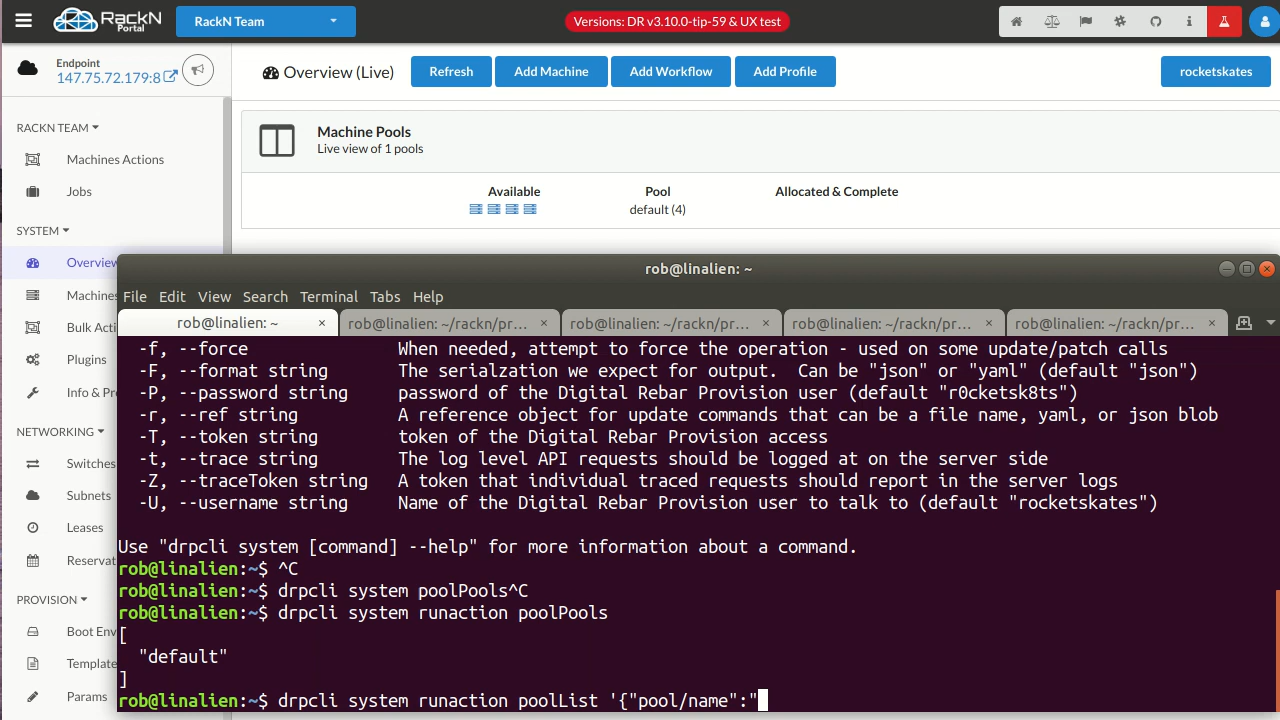 RackN Portal
RackN Team
Versions: DR v3.10.0-tip-59 & UX test
Endpoint
147.75.72.179:8
Overview (Live)
Refresh
Add Machine
Add Workflow
Add Profile
rocketskates
RACKN TEAM
Machines Actions
Jobs
SYSTEM
Overview
Machines
Bulk Acti
Plugins
Info & Pr
NETWORKING
Switches
Subnets
Leases
Reservat
PROVISION
Boot Env
Template
Params
Machine Pools
Live view of 1 pools
Available
Pool
Allocated & Complete
default (4)
rob@linalien: ~
File Edit View Search Terminal Tabs Help
rob@linalien: ~ ×
rob@linalien: ~/rackn/pr... ×
rob@linalien: ~/rackn/pr... ×
rob@linalien: ~/rackn/pr... ×
rob@linalien: ~/rackn/pr... ×
-f, --force When needed, attempt to force the operation - used on some update/patch calls
-F, --format string The serialzation we expect for output. Can be "json" or "yaml" (default "json")
-P, --password string password of the Digital Rebar Provision user (default "r0cketsk8ts")
-r, --ref string A reference object for update commands that can be a file name, yaml, or json blob
-T, --token string token of the Digital Rebar Provision access
-t, --trace string The log level API requests should be logged at on the server side
-Z, --traceToken string A token that individual traced requests should report in the server logs
-U, --username string Name of the Digital Rebar Provision user to talk to (default "rocketskates")
Use "drpcli system [command] --help" for more information about a command.
rob@linalien:~$ ^C
rob@linalien:~$ drpcli system poolPools^C
rob@linalien:~$ drpcli system runaction poolPools
[
"default"
]
rob@linalien:~$ drpcli system runaction poolList '{"pool/name":"